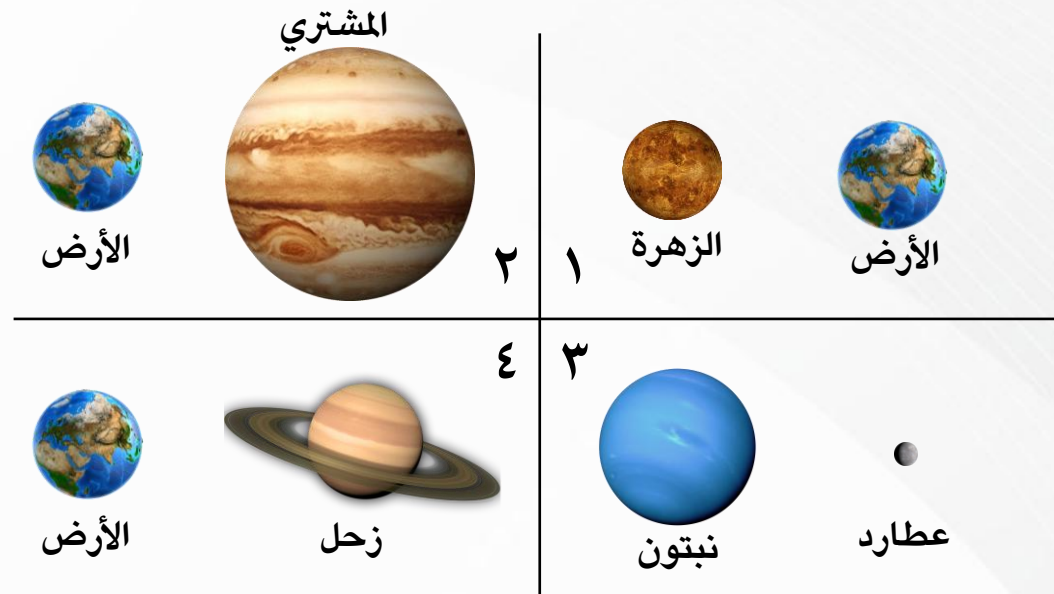 الأرض
الزهرة
١
المشتري
الأرض
٢
٣
عطارد
نبتون
٤
زحل
الأرض